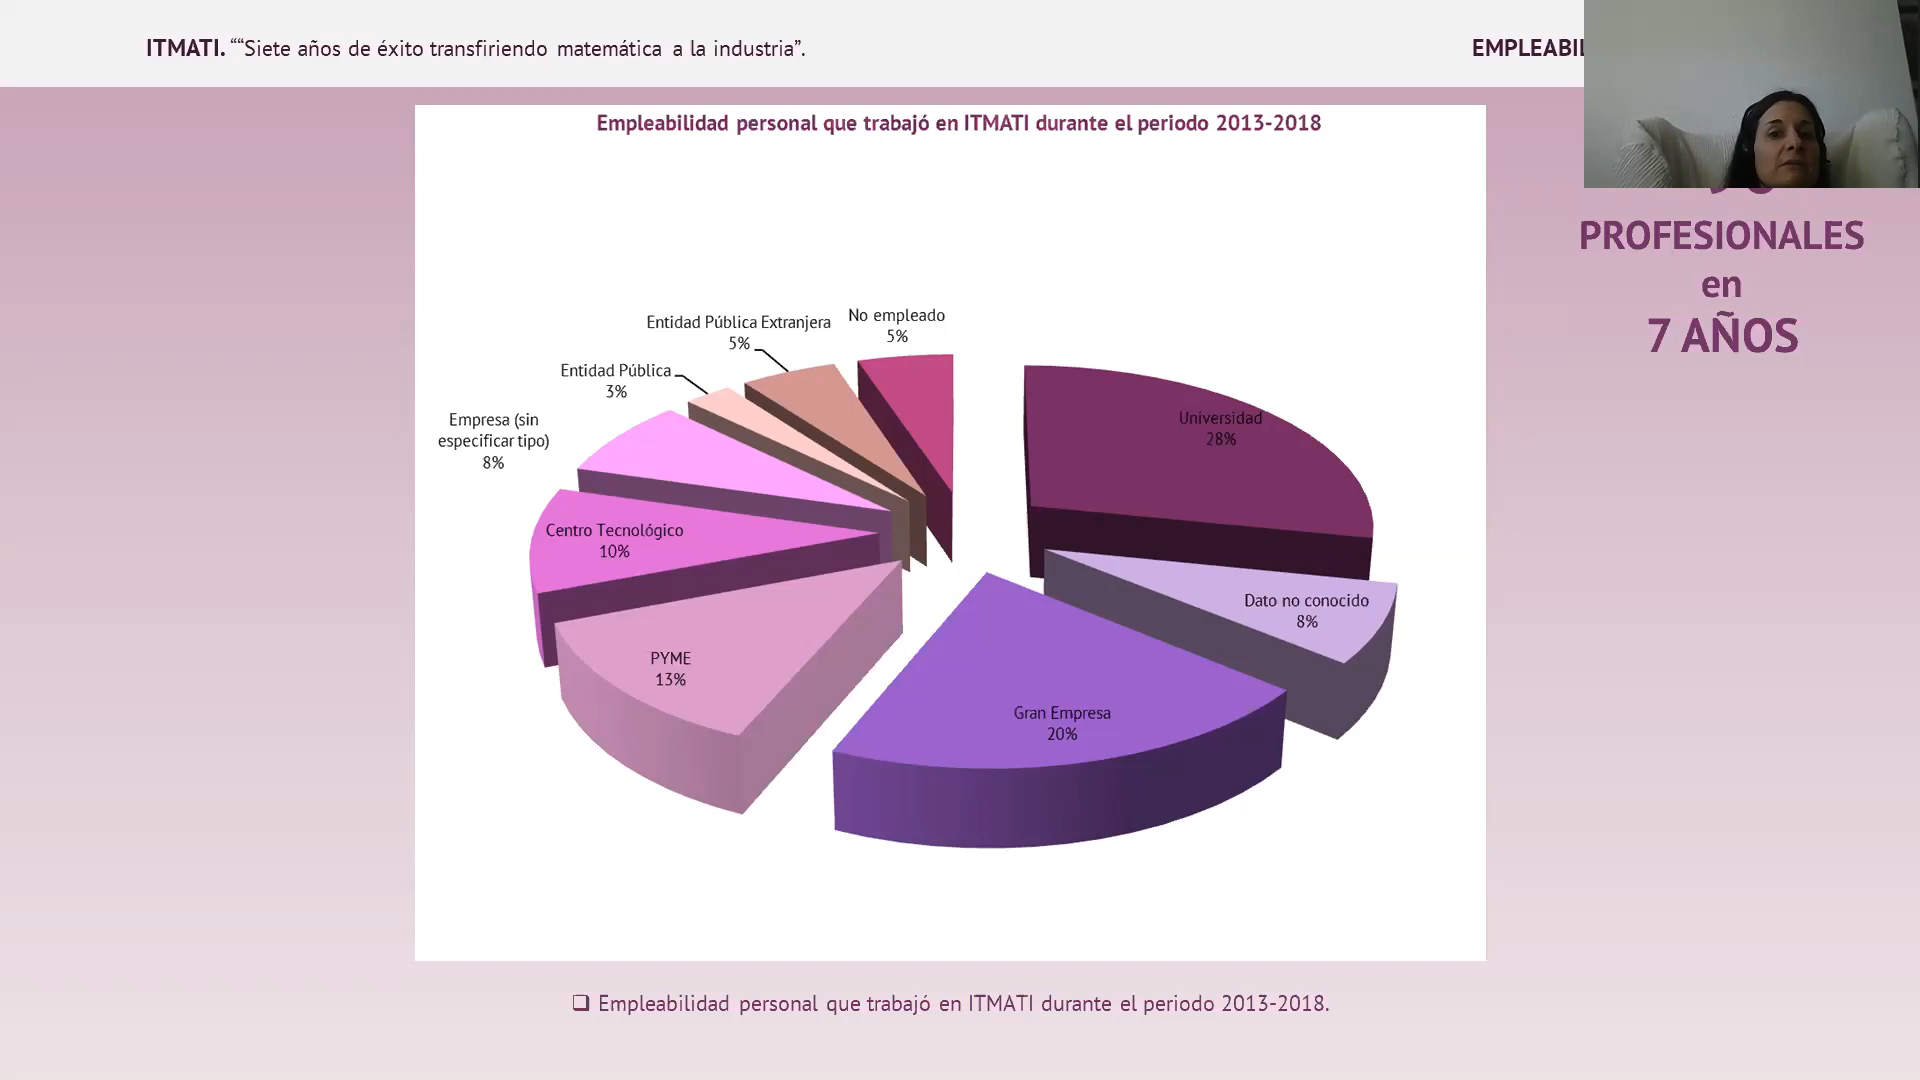 ITMATI. ““Siete años de éxito transfiriendo matemática a la industria”.
Empleabilidad personal que trabajó en ITMATI durante el periodo 2013-2018
PROFESIONALES
en
7 AÑOS
No empleado
5%
Entidad Pública Extranjera
5%
Entidad Pública
3%
Empresa (sin
especificar tipo)
8%
Centro Tecnológico
10%
PYME
13%
Gran Empresa
20%
Dato no conocido
8%
Universidad
28%
❑ Empleabilidad personal que trabajó en ITMATI durante el periodo 2013-2018.